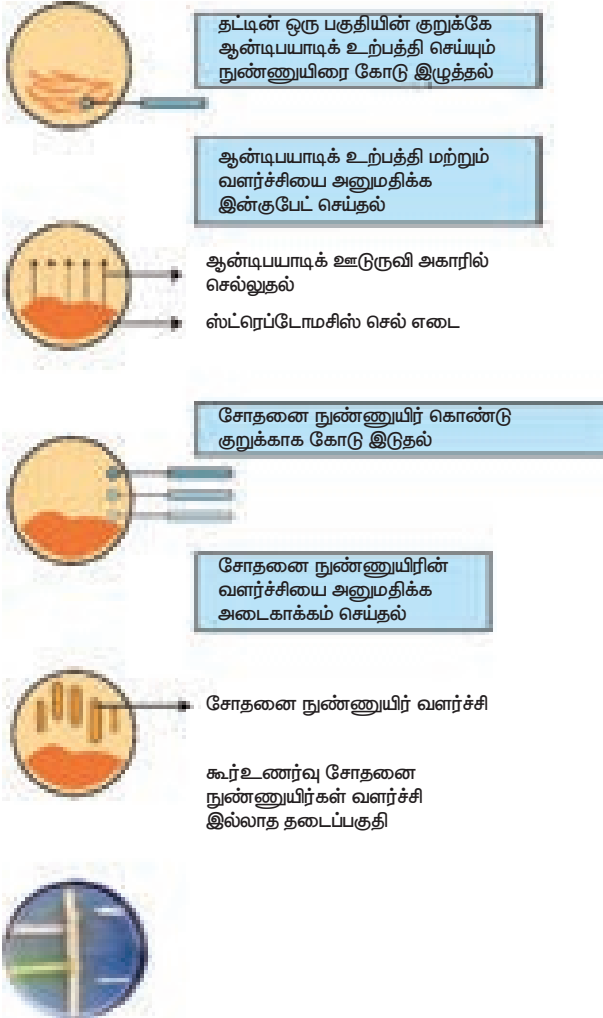 தட்டின் ஒரு பகுதியின் குறுக்கே
ஆன்டிபயாடிக் உற்பத்தி செய்யும்
நுண்ணுயிரை கோடு இழுத்தல்
ஆன்டிபயாடிக் உற்பத்தி மற்றும்
வளர்ச்சியை அனுமதிக்க
இன்குபேட் செய்தல்
ஆன்டிபயாடிக் ஊடுருவி அகாரில்
செல்லுதல்
ஸ்ட்ரெப்டோமசிஸ் செல் எடை
சோதனை நுண்ணுயிர் கொண்டு
குறுக்காக கோடு இடுதல்
சோதனை நுண்ணுயிரின்
வளர்ச்சியை அனுமதிக்க
அடைகாக்கம் செய்தல்
சோதனை நுண்ணுயிர் வளர்ச்சி
கூர்உணர்வு சோதனை
நுண்ணுயிர்கள் வளர்ச்சி
இல்லாத தடைப்பகுதி